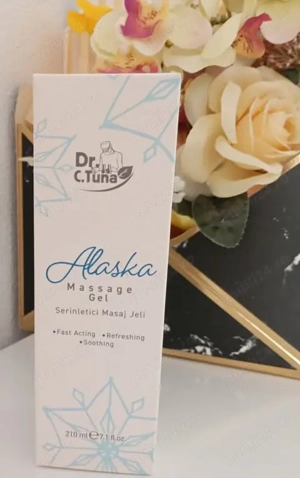 Dr.
C.Tuna
Alaska
Massage
Gel
Serinletici Masaj Jeli
•Fast Acting •Refreshing
•Soothing
210 ml ℮ 7.1 fl.oz.